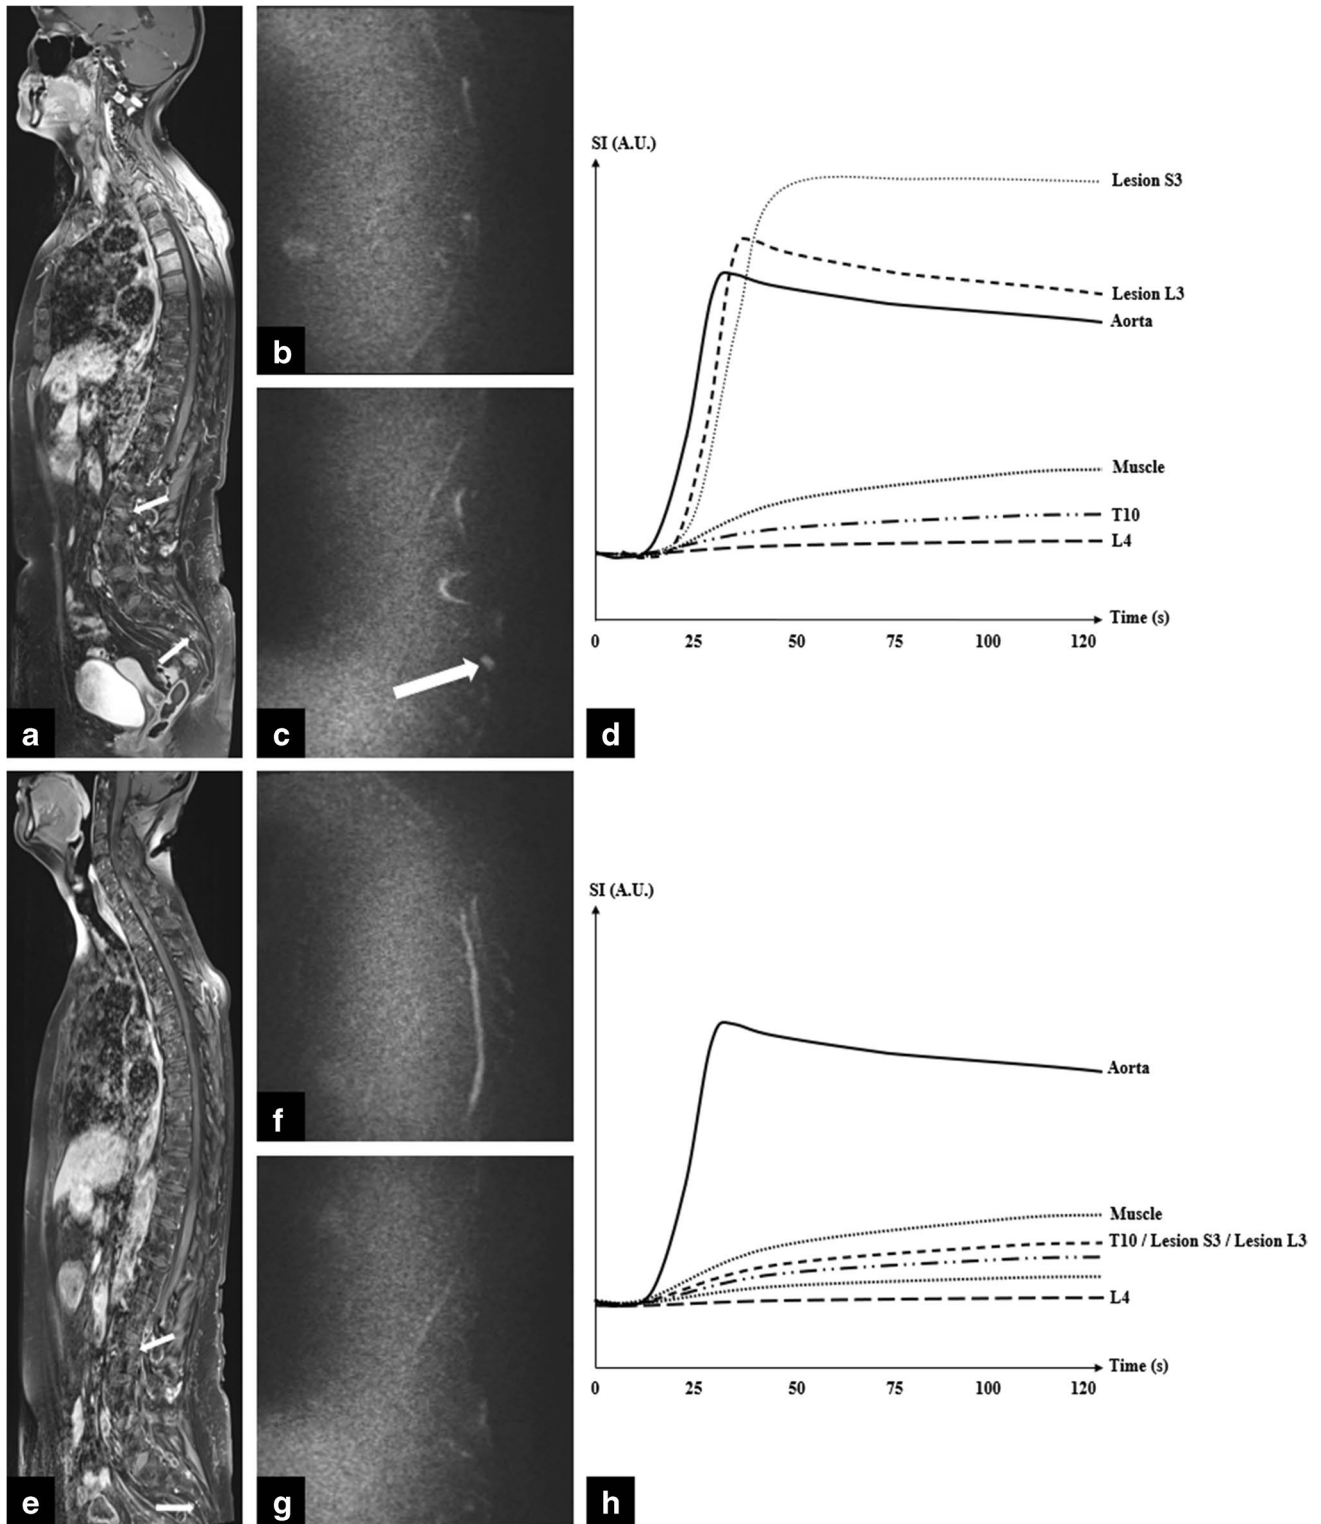 a
b
c
SI (A.U.)
Lesion S3
Lesion L3
Aorta
Muscle
T10
L4
Time (s)
0 25 50 75 100 120
d
e
f
g
SI (A.U.)
Aorta
Muscle
T10 / Lesion S3 / Lesion L3
L4
Time (s)
0 25 50 75 100 120
h